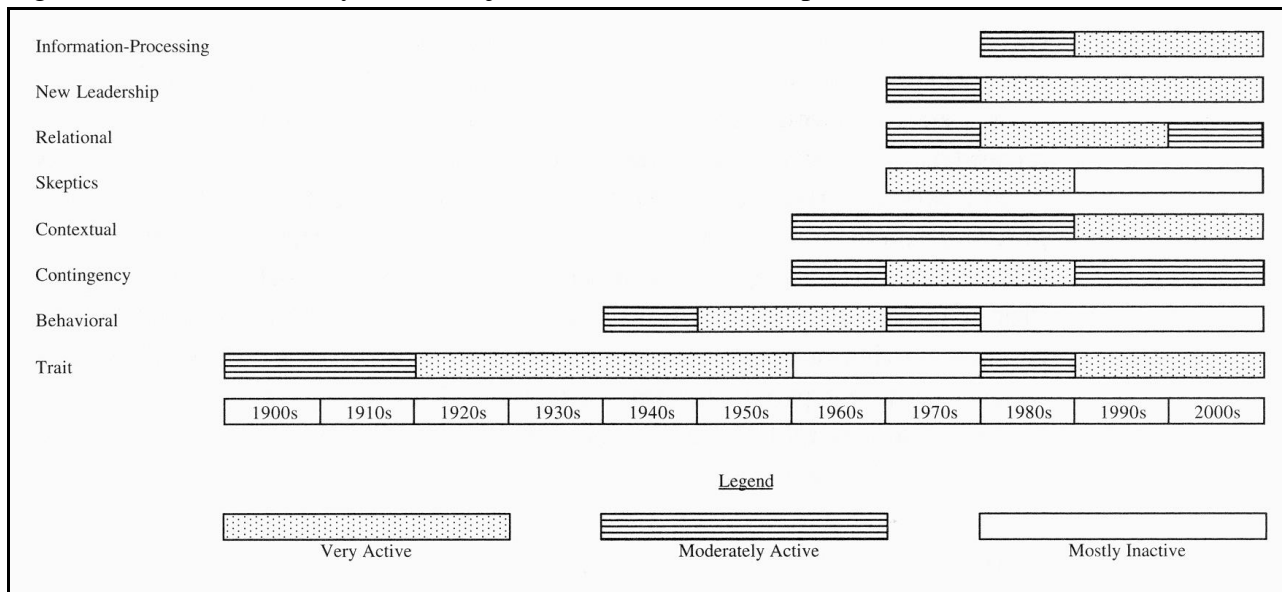 Information-Processing
New Leadership
Relational
Skeptics
Contextual
Contingency
Behavioral
Trait
1900s 1910s 1920s 1930s 1940s 1950s 1960s 1970s 1980s 1990s 2000s
Legend
Very Active Moderately Active Mostly Inactive